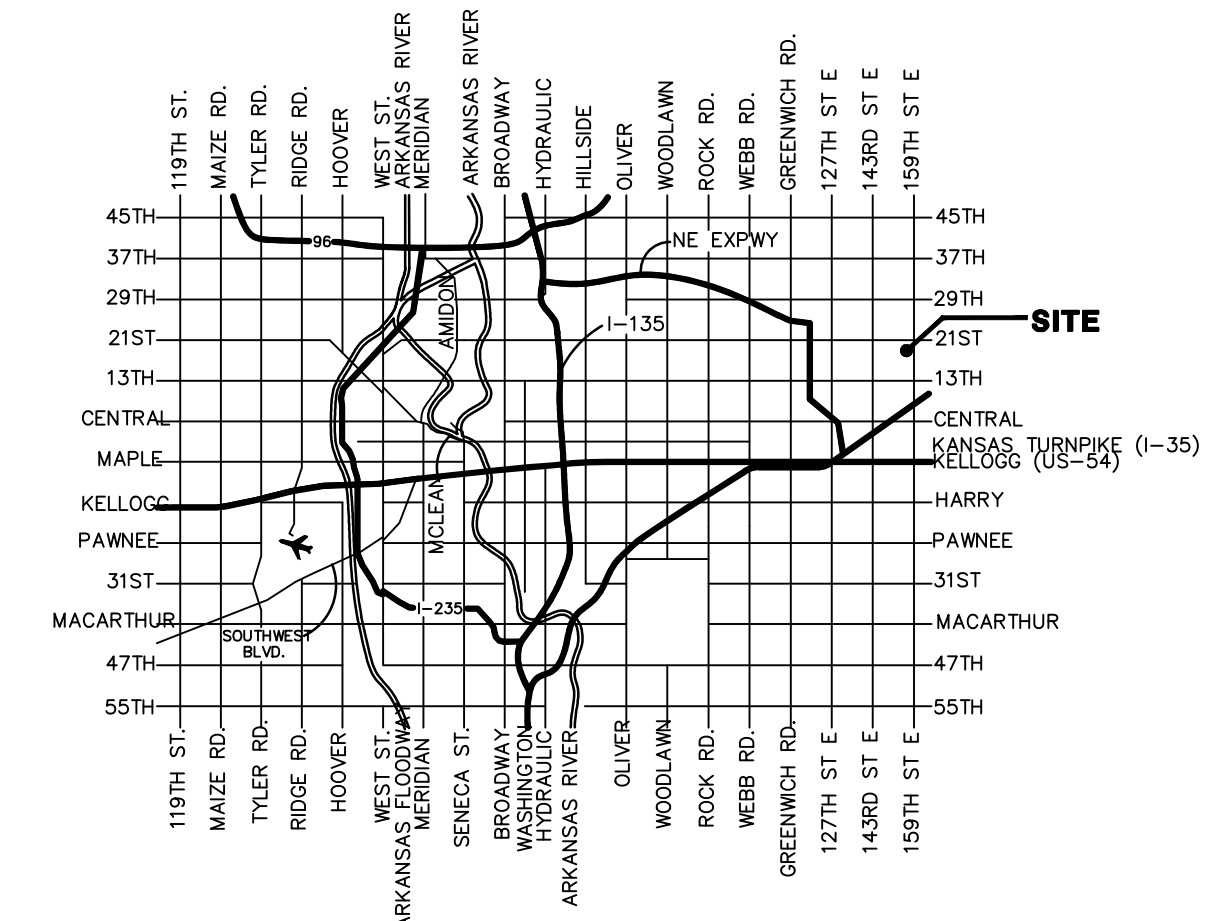 119TH ST.
MAIZE RD.
TYLER RD.
RIDGE RD.
HOOVER
WEST ST.
ARKANSAS RIVER
MERIDIAN
ARKANSAS RIVER
BROADWAY
HYDRAULIC
HILLSIDE
OLIVER
WOODLAWN
ROCK RD.
WEBB RD.
GREENWICH RD.
127TH ST E
143RD ST E
159TH ST E
45TH
37TH
29TH
21ST
13TH
CENTRAL
MAPLE
KELLOGG
PAWNEE
31ST
MACARTHUR
47TH
55TH
96
NE EXPWY
AMIDON
I-135
SITE
MCLEAN
I-235
SOUTHWEST
BLVD.
45TH
37TH
29TH
21ST
13TH
CENTRAL
KANSAS TURNPIKE (I-35)
KELLOGG (US-54)
HARRY
PAWNEE
31ST
MACARTHUR
47TH
55TH
119TH ST.
MAIZE RD.
TYLER RD.
RIDGE RD.
HOOVER
WEST ST.
ARKANSAS FLOODWAY
MERIDIAN
SENECA ST.
BROADWAY
WASHINGTON
HYDRAULIC
ARKANSAS RIVER
OLIVER
WOODLAWN
ROCK RD.
WEBB RD.
GREENWICH RD.
127TH ST E
143RD ST E
159TH ST E